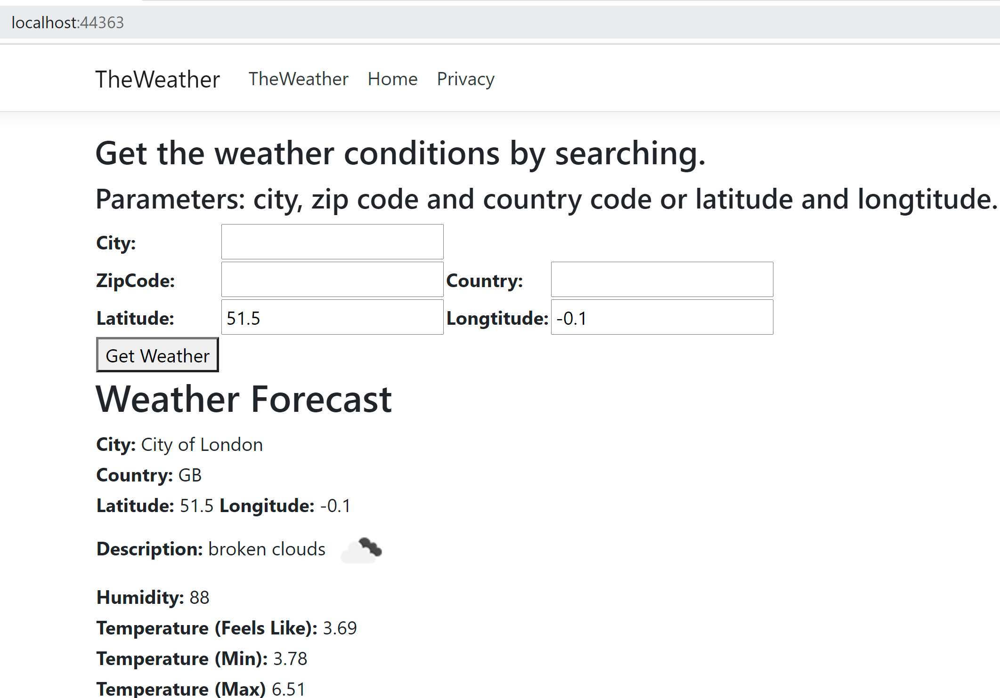 localhost:44363
TheWeather TheWeather Home Privacy
Get the weather conditions by searching.
Parameters: city, zip code and country code or latitude and longtitude.
City:
ZipCode: Country:
Latitude: 51.5 Longtitude: -0.1
Get Weather
Weather Forecast
City: City of London
Country: GB
Latitude: 51.5 Longitude: -0.1
Description: broken clouds
Humidity: 88
Temperature (Feels Like): 3.69
Temperature (Min): 3.78
Temperature (Max) 6.51